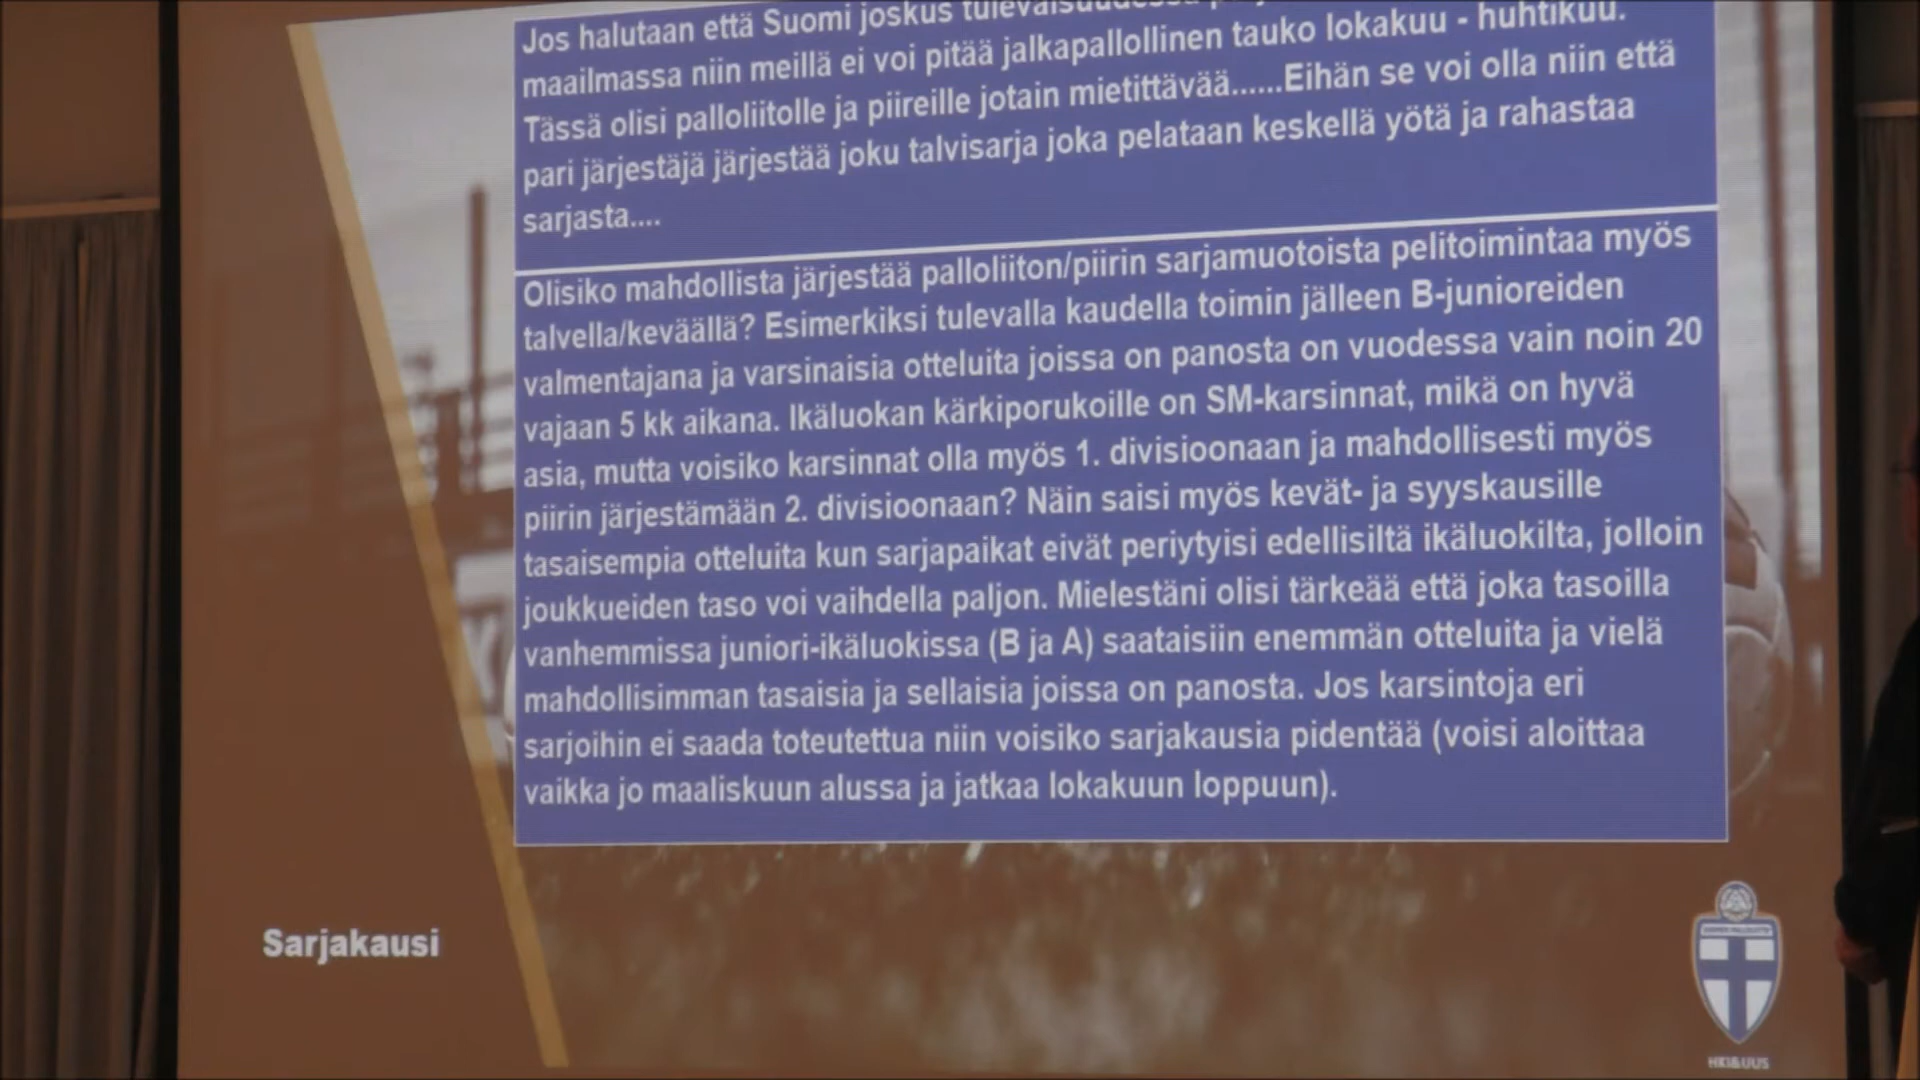 Jos halutaan että Suomi joskus tulevaisuudessa
maailmassa niin meillä ei voi pitää jalkapallollinen tauko lokakuu - huhtikuu.
Tässä olisi palloliitolle ja piireille jotain mietittävää......Eihän se voi olla niin että
pari järjestäjä järjestää joku talvisarja joka pelataan keskellä yötä ja rahastaa
sarjasta....
Olisiko mahdollista järjestää palloliiton/piirin sarjamuotoista pelitoimintaa myös
talvella/keväällä? Esimerkiksi tulevalla kaudella toimin jälleen B-junioreiden
valmentajana ja varsinaisia otteluita joissa on panosta on vuodessa vain noin 20
vajaan 5 kk aikana. Ikäluokan kärkiporukoille on SM-karsinnat, mikä on hyvä
asia, mutta voisiko karsinnat olla myös 1. divisioonaan ja mahdollisesti myös
piirin järjestämään 2. divisioonaan? Näin saisi myös kevät- ja syyskausille
tasaisempia otteluita kun sarjapaikat eivät periytyisi edellisiltä ikäluokilta, jolloin
joukkueiden taso voi vaihdella paljon. Mielestäni olisi tärkeää että joka tasoilla
vanhemmissa juniori-ikäluokissa (B ja A) saataisiin enemmän otteluita ja vielä
mahdollisimman tasaisia ja sellaisia joissa on panosta. Jos karsintoja eri
sarjoihin ei saada toteutettua niin voisiko sarjakausia pidentää (voisi aloittaa
vaikka jo maaliskuun alussa ja jatkaa lokakuun loppuun).
Sarjakausi
HKI&UUS